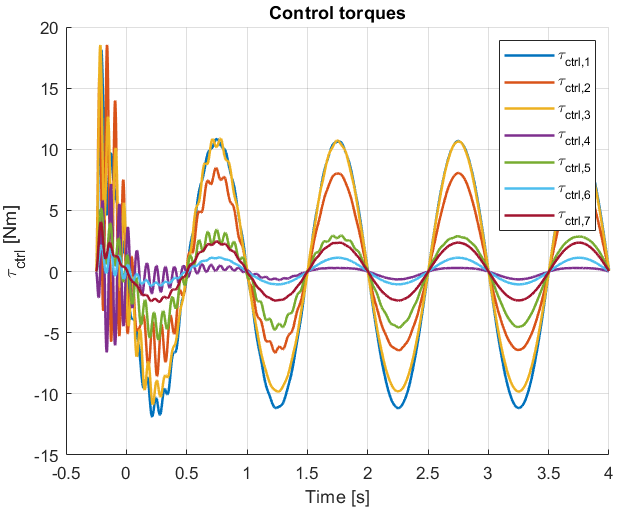 Control torques
τctrl [Nm]
20
15
10
5
0
-5
-10
-15
-0.5 0 0.5 1 1.5 2 2.5 3 3.5 4
Time [s]
τctrl,1
τctrl,2
τctrl,3
τctrl,4
τctrl,5
τctrl,6
τctrl,7